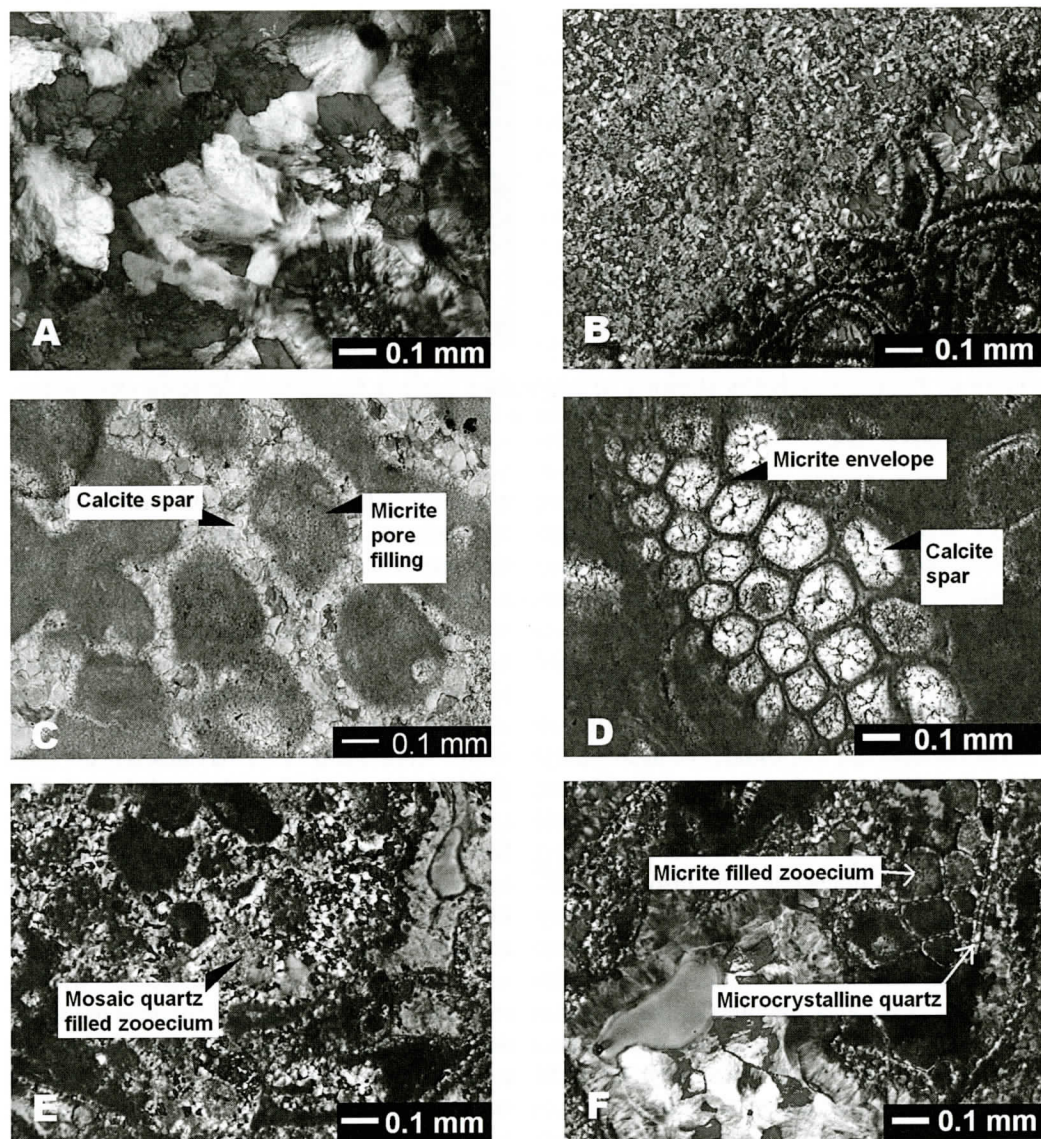 A
0.1 mm
B
0.1 mm
Calcite spar
Micrite
pore
filling
C
0.1 mm
Micrite envelope
Calcite
spar
D
0.1 mm
Mosaic quartz
filled zooecium
E
0.1 mm
Micrite filled zooecium
Microcrystalline quartz
F
0.1 mm